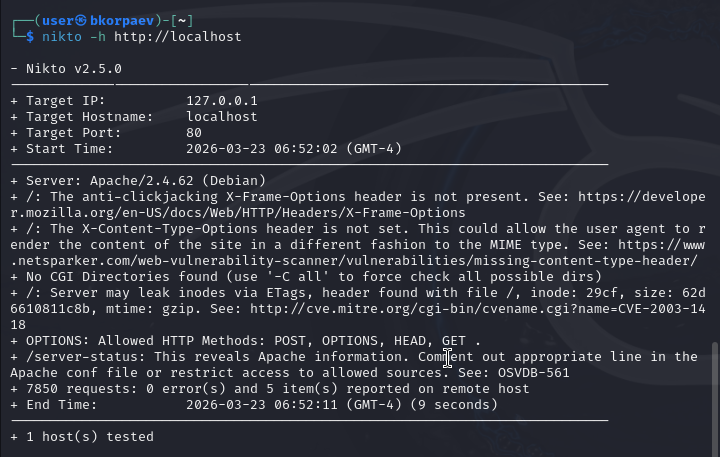 ┌──(user㉿bkorpaev)-[~]
└─$ nikto -h http://localhost
- Nikto v2.5.0
+ Target IP:          127.0.0.1
+ Target Hostname:    localhost
+ Target Port:        80
+ Start Time:         2026-03-23 06:52:02 (GMT-4)
+ Server: Apache/2.4.62 (Debian)
+ /: The anti-clickjacking X-Frame-Options header is not present. See: https://develope
r.mozilla.org/en-US/docs/Web/HTTP/Headers/X-Frame-Options
+ /: The X-Content-Type-Options header is not set. This could allow the user agent to r
ender the content of the site in a different fashion to the MIME type. See: https://www
.netsparker.com/web-vulnerability-scanner/vulnerabilities/missing-content-type-header/
+ No CGI Directories found (use '-C all' to force check all possible dirs)
+ /: Server may leak inodes via ETags, header found with file /, inode: 29cf, size: 62d
6610811c8b, mtime: gzip. See: http://cve.mitre.org/cgi-bin/cvename.cgi?name=CVE-2003-14
18
+ OPTIONS: Allowed HTTP Methods: POST, OPTIONS, HEAD, GET .
+ /server-status: This reveals Apache information. Comment out appropriate line in the
Apache conf file or restrict access to allowed sources. See: OSVDB-561
+ 7850 requests: 0 error(s) and 5 item(s) reported on remote host
+ End Time:           2026-03-23 06:52:11 (GMT-4) (9 seconds)
+ 1 host(s) tested